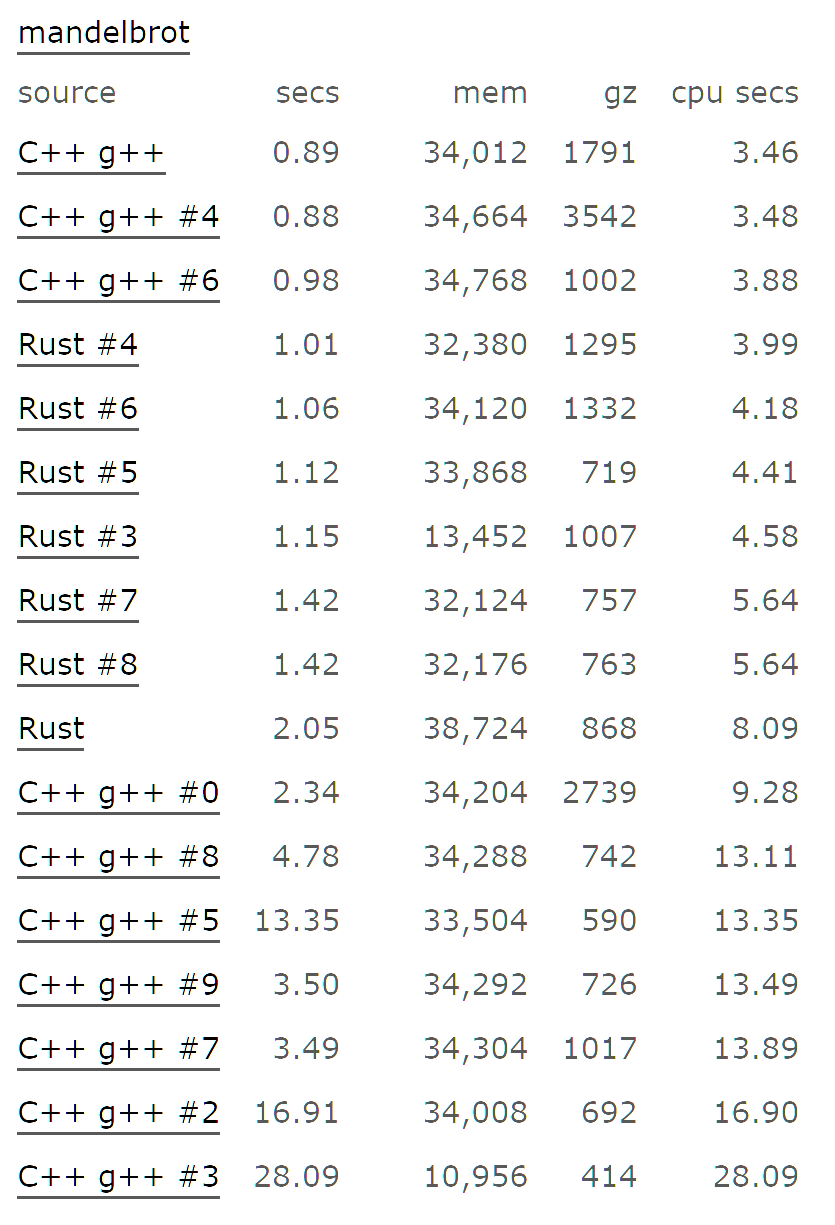 mandelbrot
source secs mem gz cpu secs
C++ g++ 0.89 34,012 1791 3.46
C++ g++ #4 0.88 34,664 3542 3.48
C++ g++ #6 0.98 34,768 1002 3.88
Rust #4 1.01 32,380 1295 3.99
Rust #6 1.06 34,120 1332 4.18
Rust #5 1.12 33,868 719 4.41
Rust #3 1.15 13,452 1007 4.58
Rust #7 1.42 32,124 757 5.64
Rust #8 1.42 32,176 763 5.64
Rust 2.05 38,724 868 8.09
C++ g++ #0 2.34 34,204 2739 9.28
C++ g++ #8 4.78 34,288 742 13.11
C++ g++ #5 13.35 33,504 590 13.35
C++ g++ #9 3.50 34,292 726 13.49
C++ g++ #7 3.49 34,304 1017 13.89
C++ g++ #2 16.91 34,008 692 16.90
C++ g++ #3 28.09 10,956 414 28.09